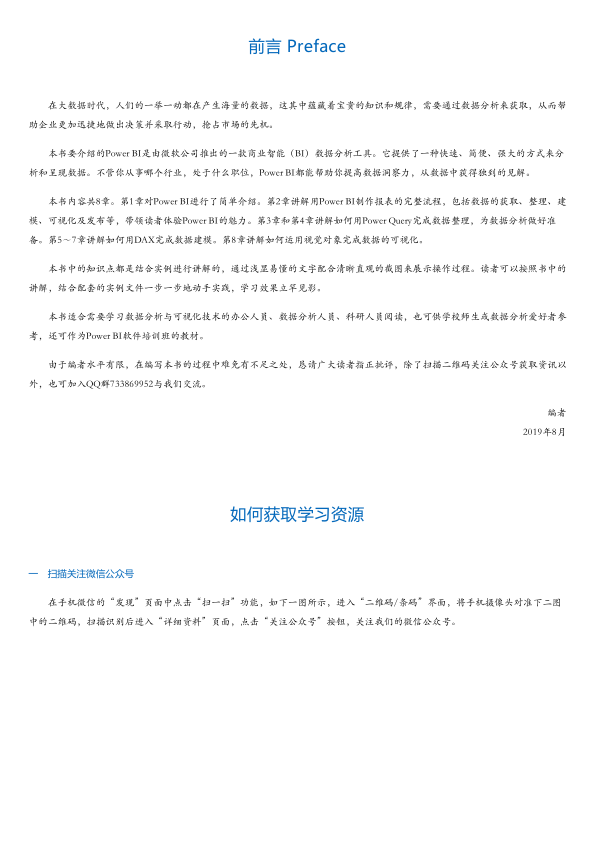 前言 Preface
在大数据时代，人们的一举一动都在产生海量的数据，这其中蕴藏着宝贵的知识和规律，需要通过数据分析来获取，从而帮
助企业更加迅捷地做出决策并采取行动，抢占市场的先机。
本书要介绍的Power BI是由微软公司推出的一款商业智能（BI）数据分析工具。它提供了一种快速、简便、强大的方式来分
析和呈现数据。不管你从事哪个行业，处于什么职位，Power BI都能帮助你提高数据洞察力，从数据中获得独到的见解。
本书内容共8章。第1章对Power BI进行了简单介绍。第2章讲解用Power BI制作报表的完整流程，包括数据的获取、整理、建
模、可视化及发布等，带领读者体验Power BI的魅力。第3章和第4章讲解如何用Power Query完成数据整理，为数据分析做好准
备。第5～7章讲解如何用DAX完成数据建模。第8章讲解如何运用视觉对象完成数据的可视化。
本书中的知识点都是结合实例进行讲解的，通过浅显易懂的文字配合清晰直观的截图来展示操作过程。读者可以按照书中的
讲解，结合配套的实例文件一步一步地动手实践，学习效果立竿见影。
本书适合需要学习数据分析与可视化技术的办公人员、数据分析人员、科研人员阅读，也可供学校师生或数据分析爱好者参
考，还可作为Power BI软件培训班的教材。
由于编者水平有限，在编写本书的过程中难免有不足之处，恳请广大读者指正批评，除了扫描二维码关注公众号获取资讯以
外，也可加入QQ群733869952与我们交流。
编者
2019年8月
如何获取学习资源
一 扫描关注微信公众号
在手机微信的“发现”页面中点击“扫一扫”功能，如下一图所示，进入“二维码/条码”界面，将手机摄像头对准下二图
中的二维码，扫描识别后进入“详细资料”页面，点击“关注公众号”按钮，关注我们的微信公众号。